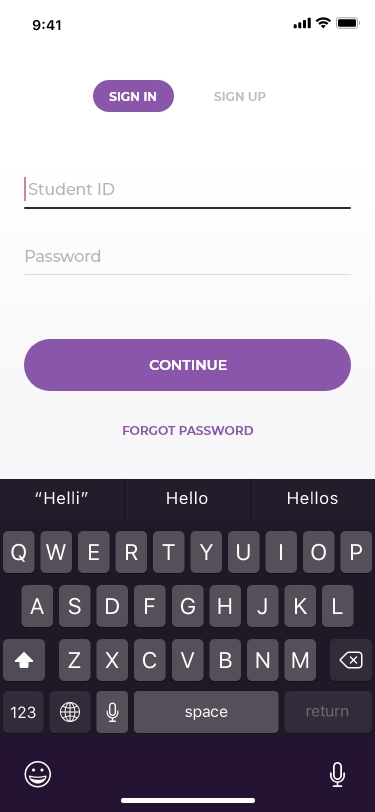 9:41
SIGN IN SIGN UP
Student ID
Password
CONTINUE
FORGOT PASSWORD
“Helli” Hello Hellos
Q W E R T Y U I O P
A S D F G H J K L
Z X C V B N M
123 space return